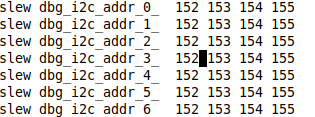 slew dbg_i2c_addr_0_ 152 153 154 155
slew dbg_i2c_addr_1_ 152 153 154 155
slew dbg_i2c_addr_2_ 152 153 154 155
slew dbg_i2c_addr_3_ 152 153 154 155
slew dbg_i2c_addr_4_ 152 153 154 155
slew dbg_i2c_addr_5_ 152 153 154 155
slew dbg_i2c_addr_6 152 153 154 155